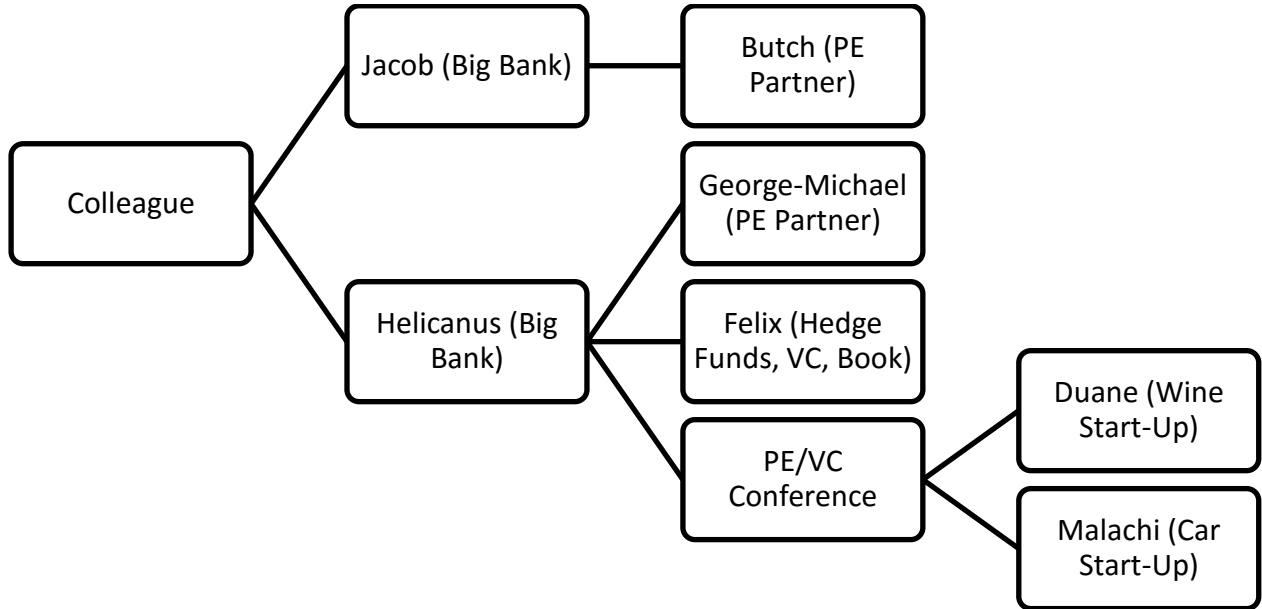 Colleague
Jacob (Big Bank)
Butch (PE
Partner)
Helicanus (Big
Bank)
George-Michael
(PE Partner)
Felix (Hedge
Funds, VC, Book)
PE/VC
Conference
Duane (Wine
Start-Up)
Malachi (Car
Start-Up)